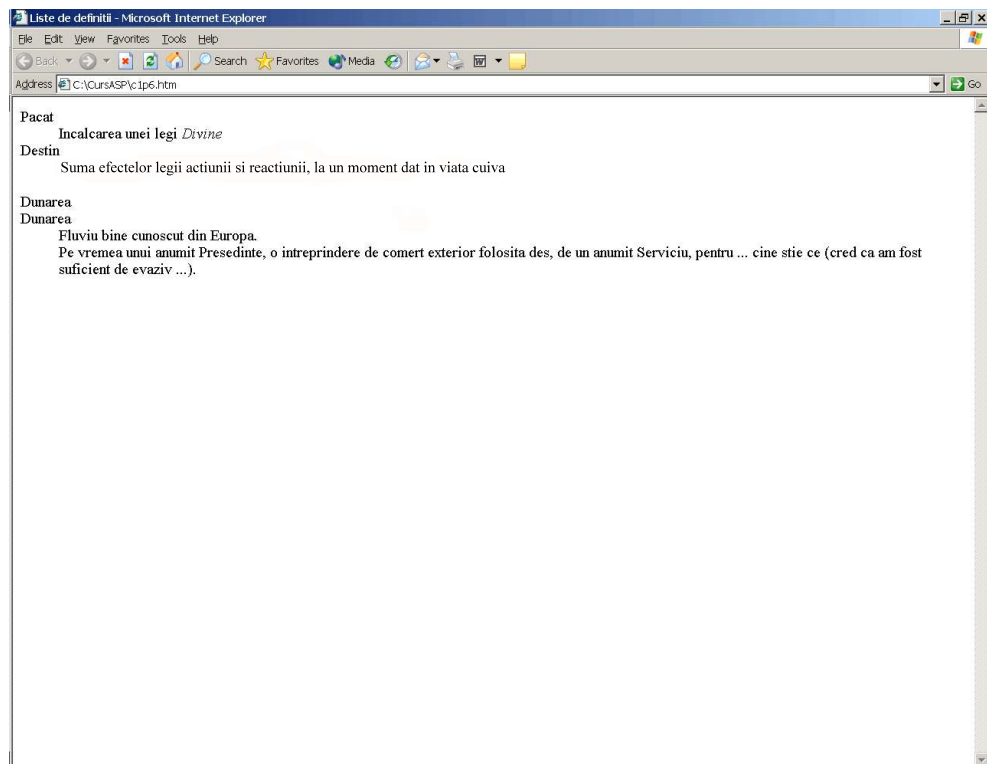 Liste de definitii - Microsoft Internet Explorer
File Edit View Favorites Tools Help
Back Search Favorites Media
Address C:\CursASP\c1p6.htm Go
Pacat
Incalcarea unei legi Divine
Destin
Suma efectelor legii actiunii si reactiunii, la un moment dat in viata cuiva
Dunarea
Dunarea
Fluviu bine cunoscut din Europa.
Pe vremea unui anumit Presedinte, o intreprindere de comert exterior folosita des, de un anumit Serviciu, pentru ... cine stie ce (cred ca am fost
suficient de evaziv ...).